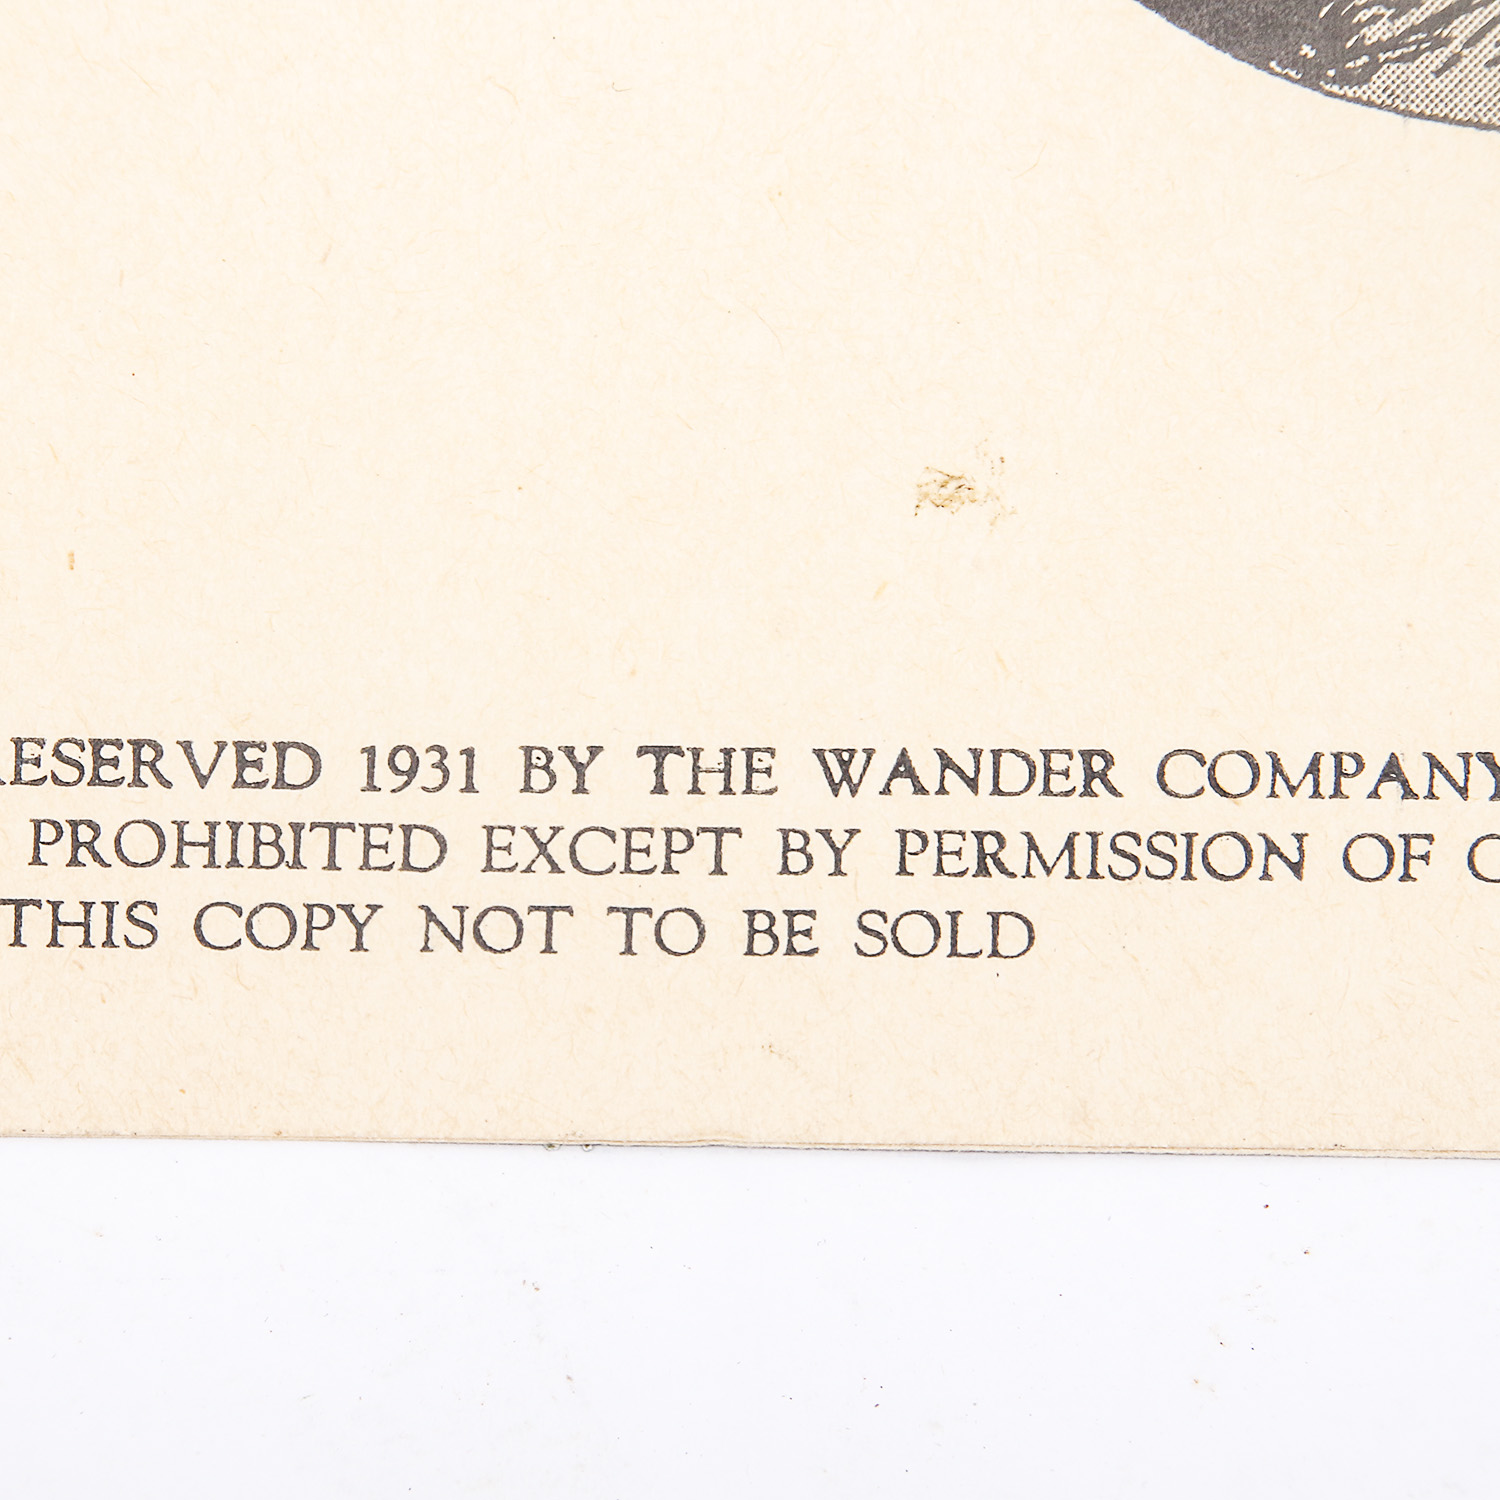 RESERVED 1931 BY THE WANDER COMPANY
PROHIBITED EXCEPT BY PERMISSION OF
THIS COPY NOT TO BE SOLD